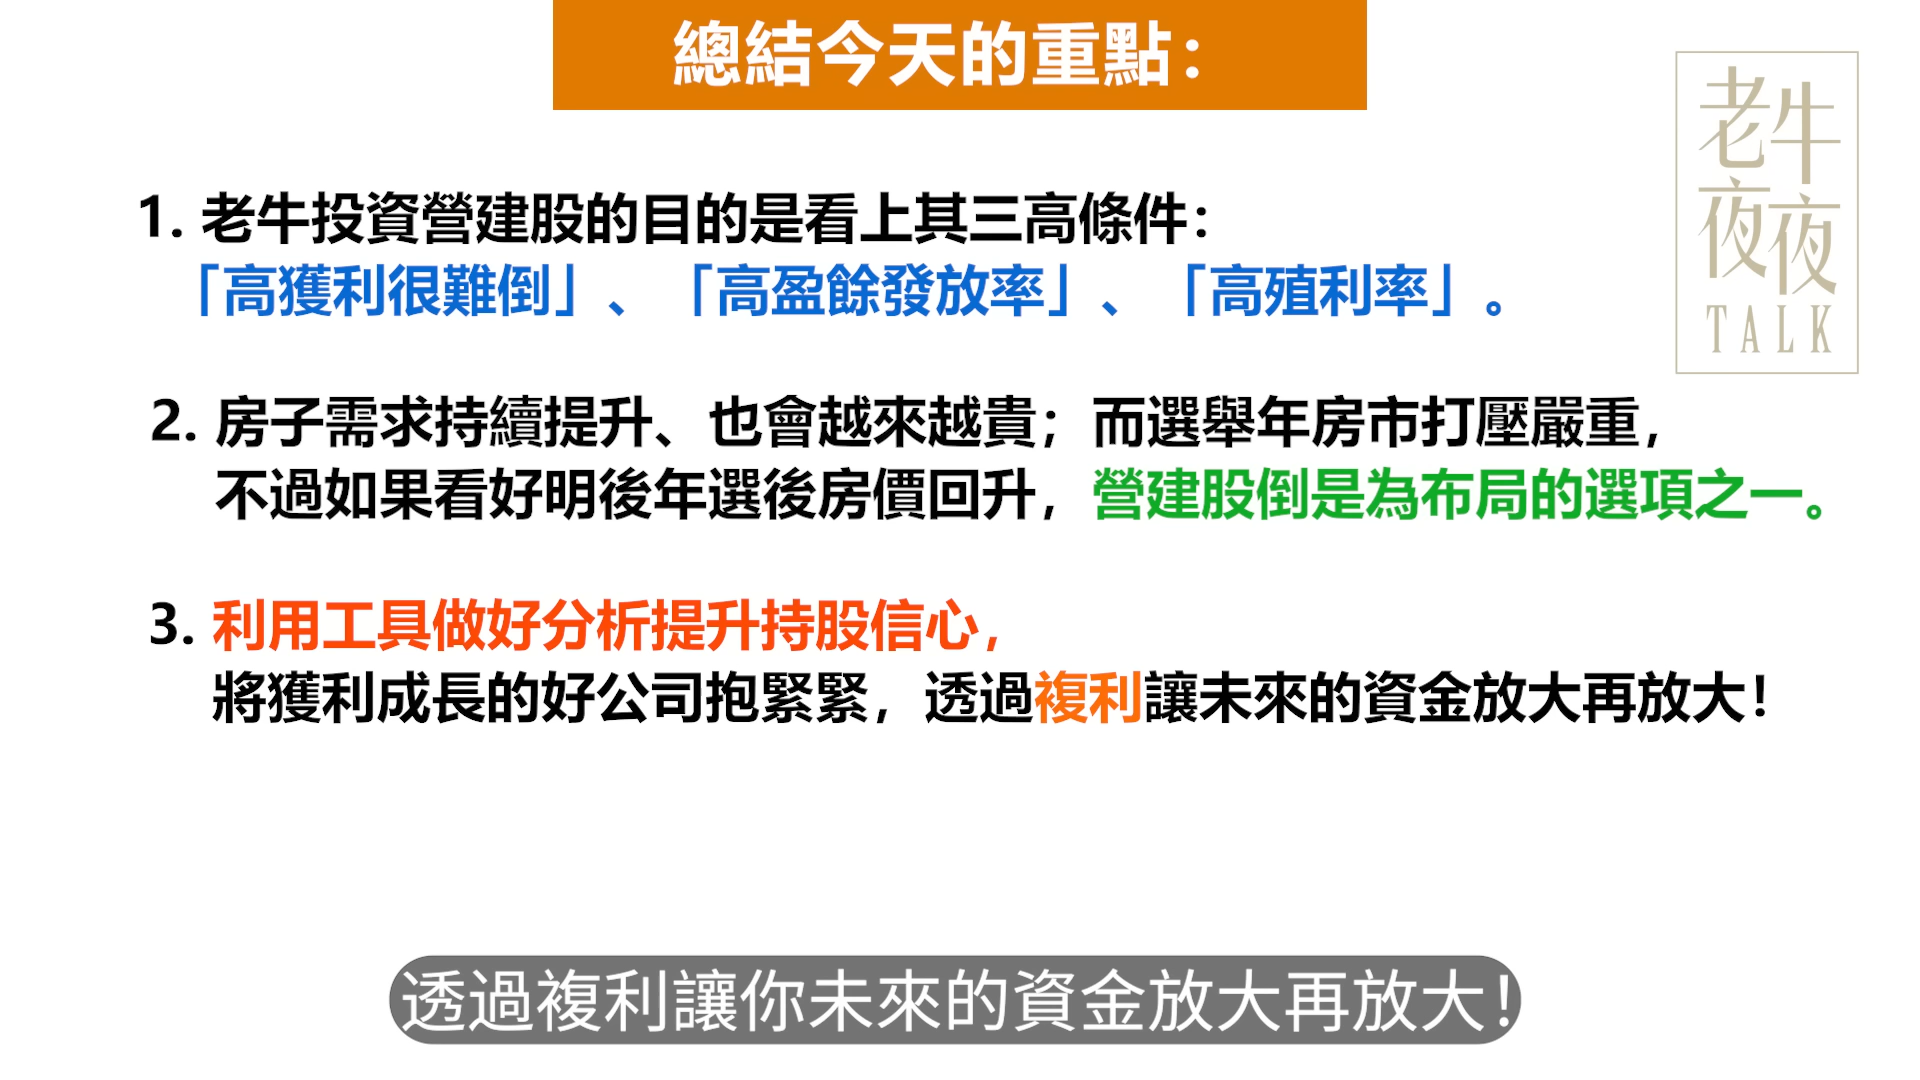 總結今天的重點：
老牛夜夜
TALK
1. 老牛投資營建股的目的是看上其三高條件：
「高獲利很難倒」、「高盈餘發放率」、「高殖利率」。
2. 房子需求持續提升、也會越來越貴；而選舉年房市打壓嚴重，
不過如果看好明後年選後房價回升，營建股倒是為布局的選項之一。
3. 利用工具做好分析提升持股信心，
將獲利成長的好公司抱緊緊，透過複利讓未來的資金放大再放大！
透過複利讓你未來的資金放大再放大！